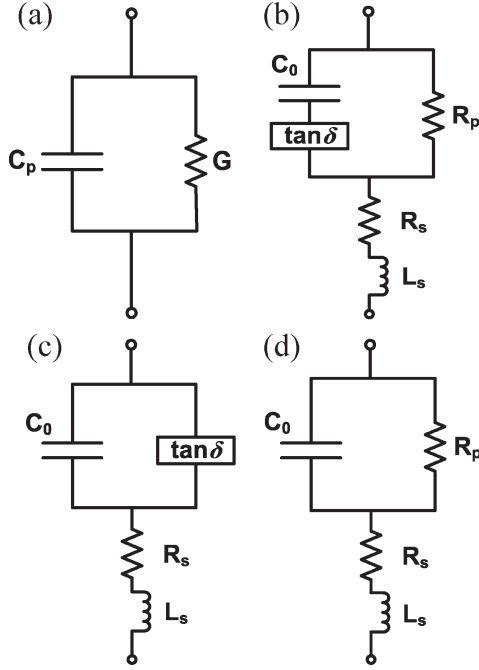 (a)
Cₚ
G
(b)
C₀
tanδ
Rₚ
Rₛ
Lₛ
(c)
C₀
tanδ
Rₛ
Lₛ
(d)
C₀
Rₚ
Rₛ
Lₛ